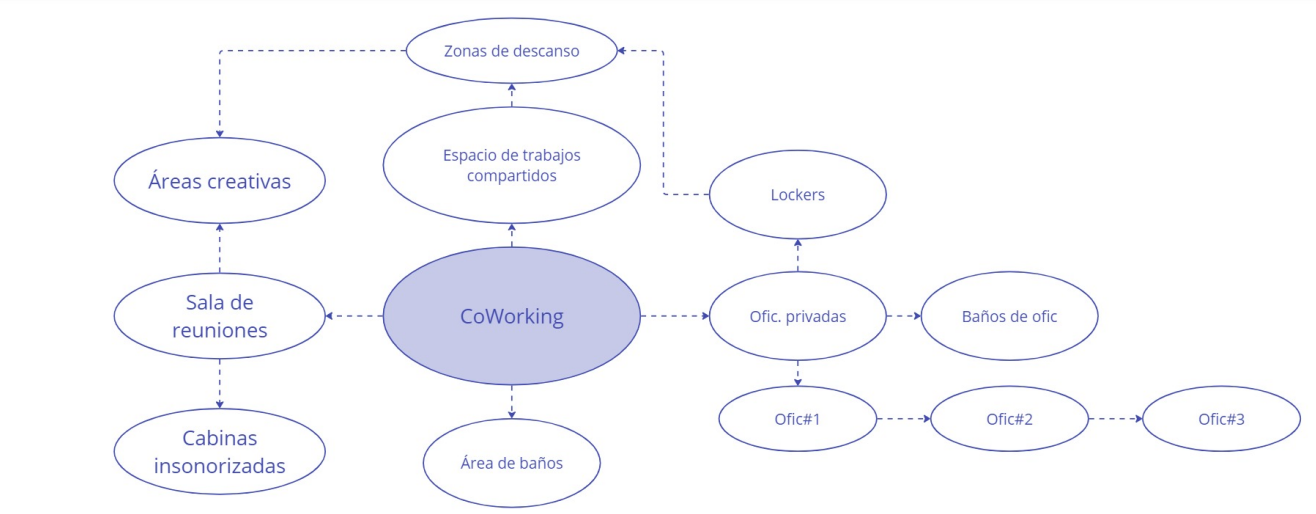 Zonas de descanso
Espacio de trabajos
compartidos
Áreas creativas
Lockers
Sala de
reuniones
CoWorking
Ofic. privadas
Baños de ofic
Cabinas
insonorizadas
Área de baños
Ofic#1
Ofic#2
Ofic#3